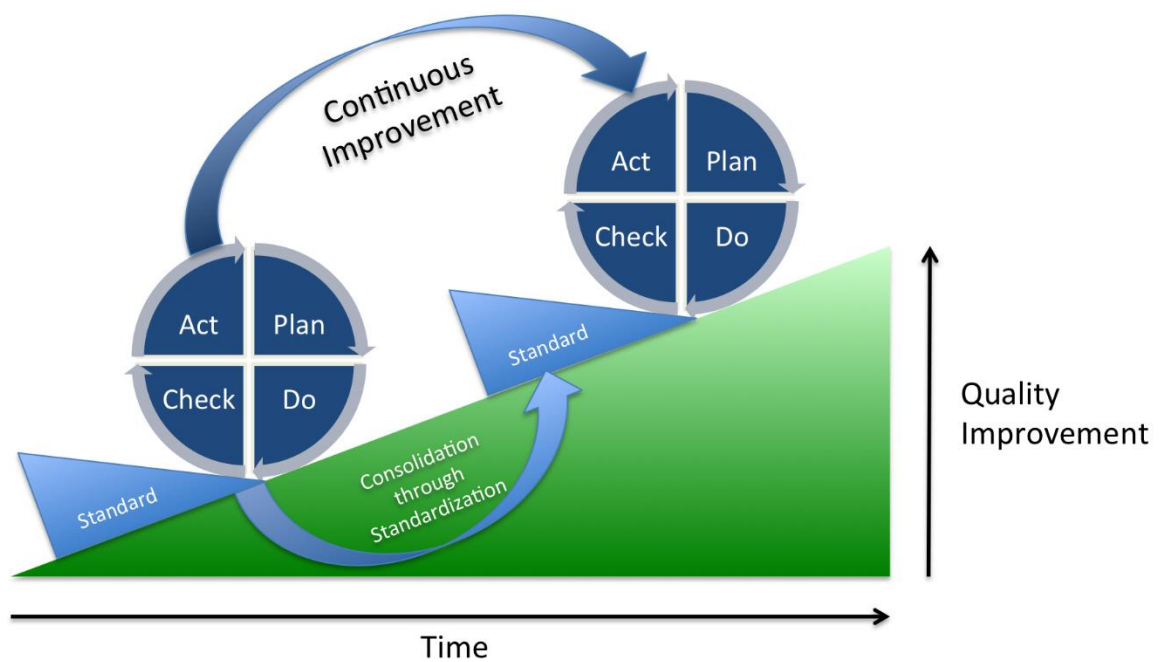 Continuous
Improvement
Act
Plan
Check
Do
Act
Plan
Check
Do
Standard
Standard
Consolidation
through
Standardization
Quality
Improvement
Time